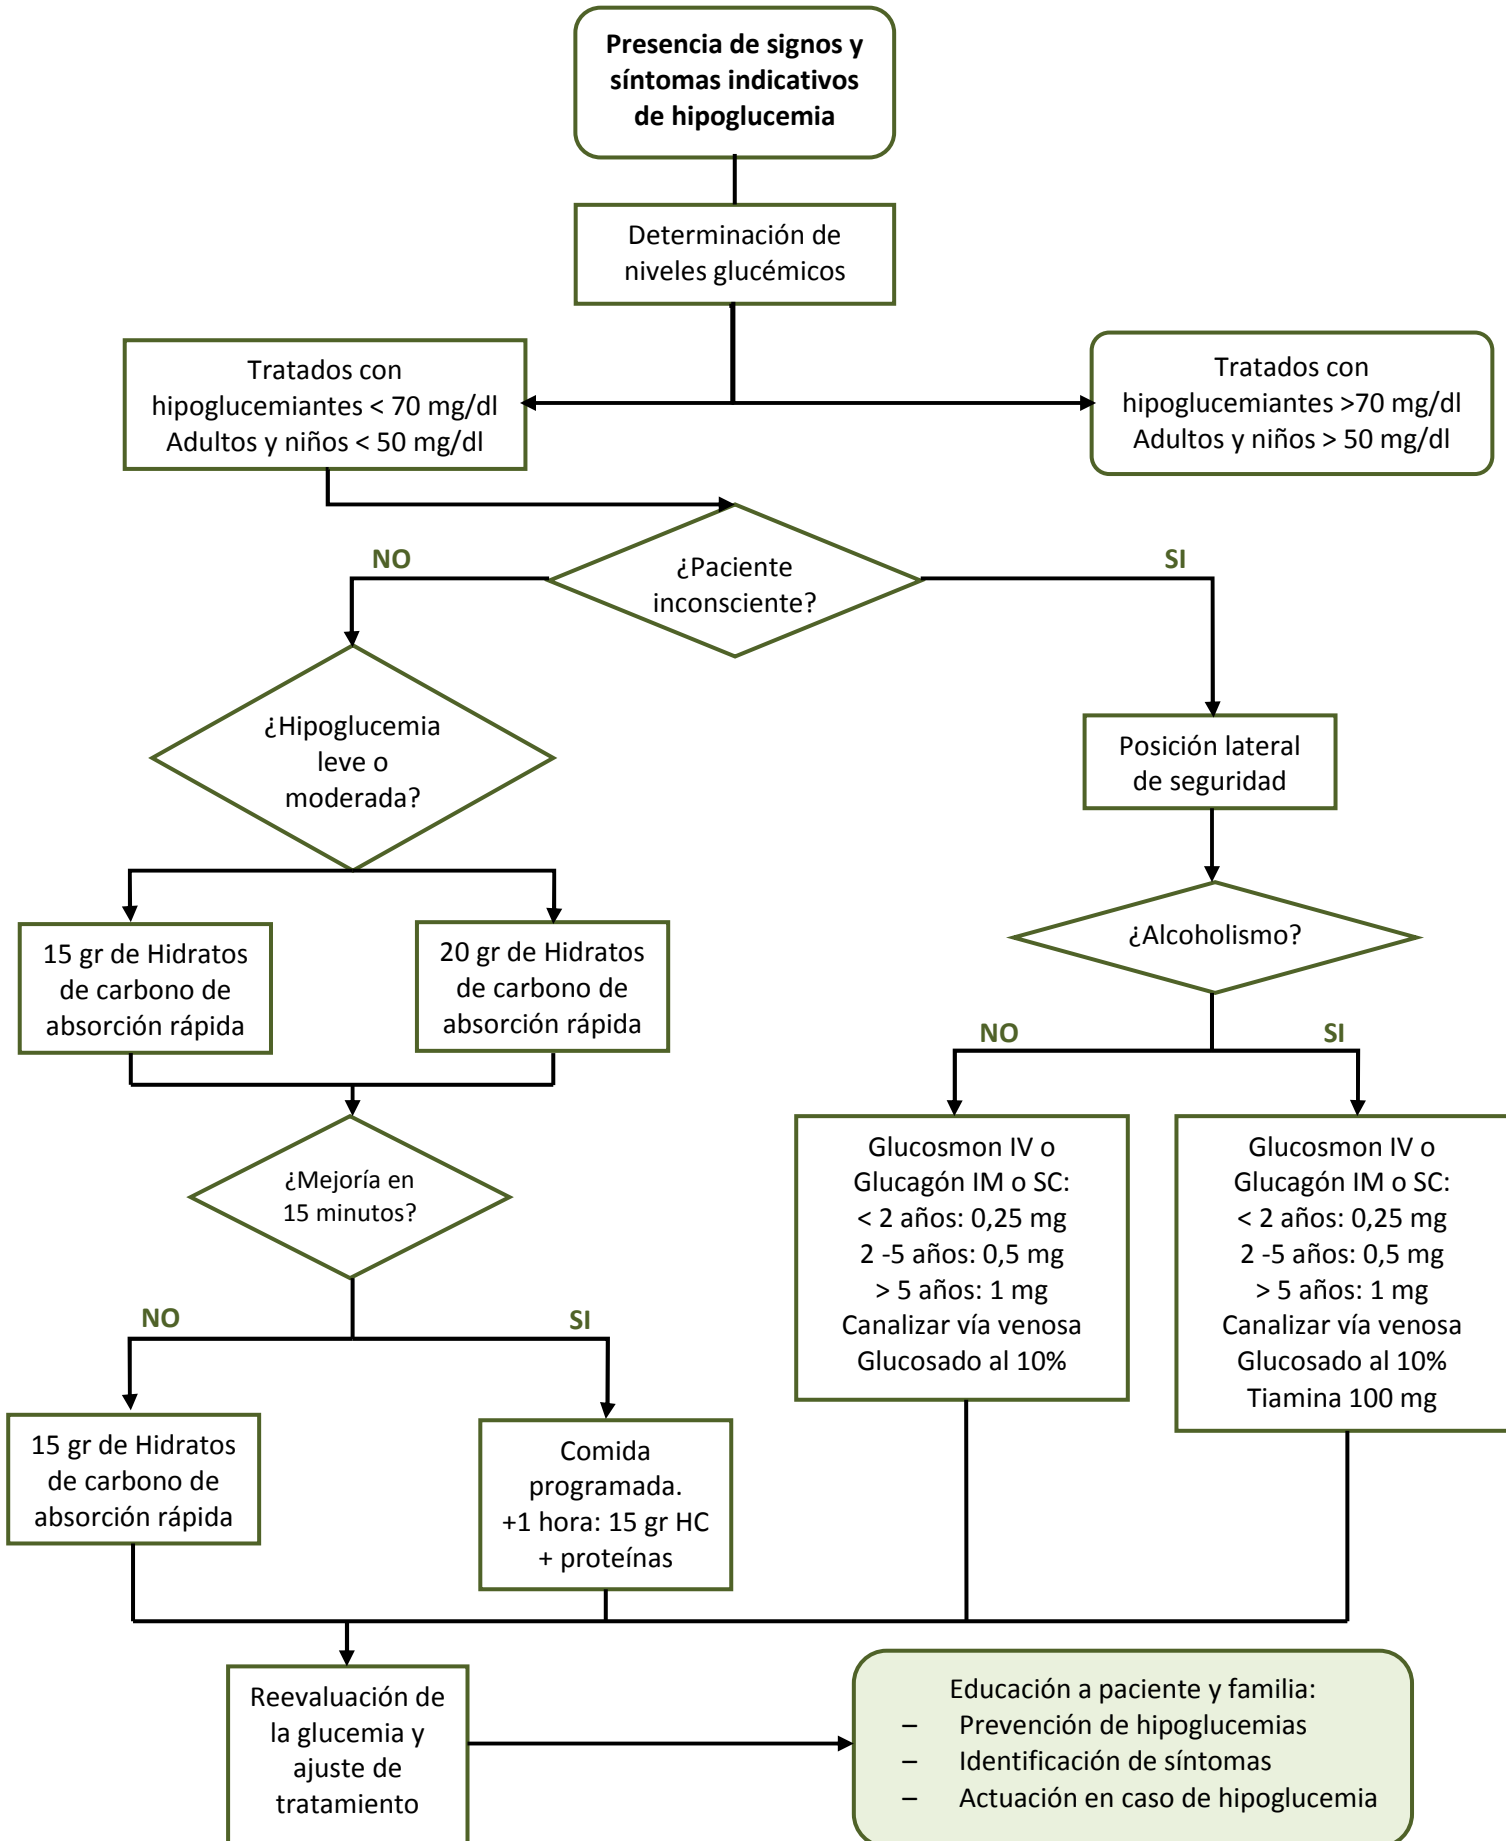 Presencia de signos y
síntomas indicativos
de hipoglucemia
Determinación de
niveles glucémicos
Tratados con
hipoglucemiantes < 70 mg/dl
Adultos y niños < 50 mg/dl
Tratados con
hipoglucemiantes >70 mg/dl
Adultos y niños > 50 mg/dl
¿Paciente
inconsciente?
NO
SI
¿Hipoglucemia
leve o
moderada?
Posición lateral
de seguridad
15 gr de Hidratos
de carbono de
absorción rápida
20 gr de Hidratos
de carbono de
absorción rápida
¿Alcoholismo?
NO
SI
¿Mejoría en
15 minutos?
Glucosmon IV o
Glucagón IM o SC:
< 2 años: 0,25 mg
2 -5 años: 0,5 mg
> 5 años: 1 mg
Canalizar vía venosa
Glucosado al 10%
Glucosmon IV o
Glucagón IM o SC:
< 2 años: 0,25 mg
2 -5 años: 0,5 mg
> 5 años: 1 mg
Canalizar vía venosa
Glucosado al 10%
Tiamina 100 mg
NO
SI
15 gr de Hidratos
de carbono de
absorción rápida
Comida
programada.
+1 hora: 15 gr HC
+ proteínas
Reevaluación de
la glucemia y
ajuste de
tratamiento
Educación a paciente y familia:
– Prevención de hipoglucemias
– Identificación de síntomas
– Actuación en caso de hipoglucemia